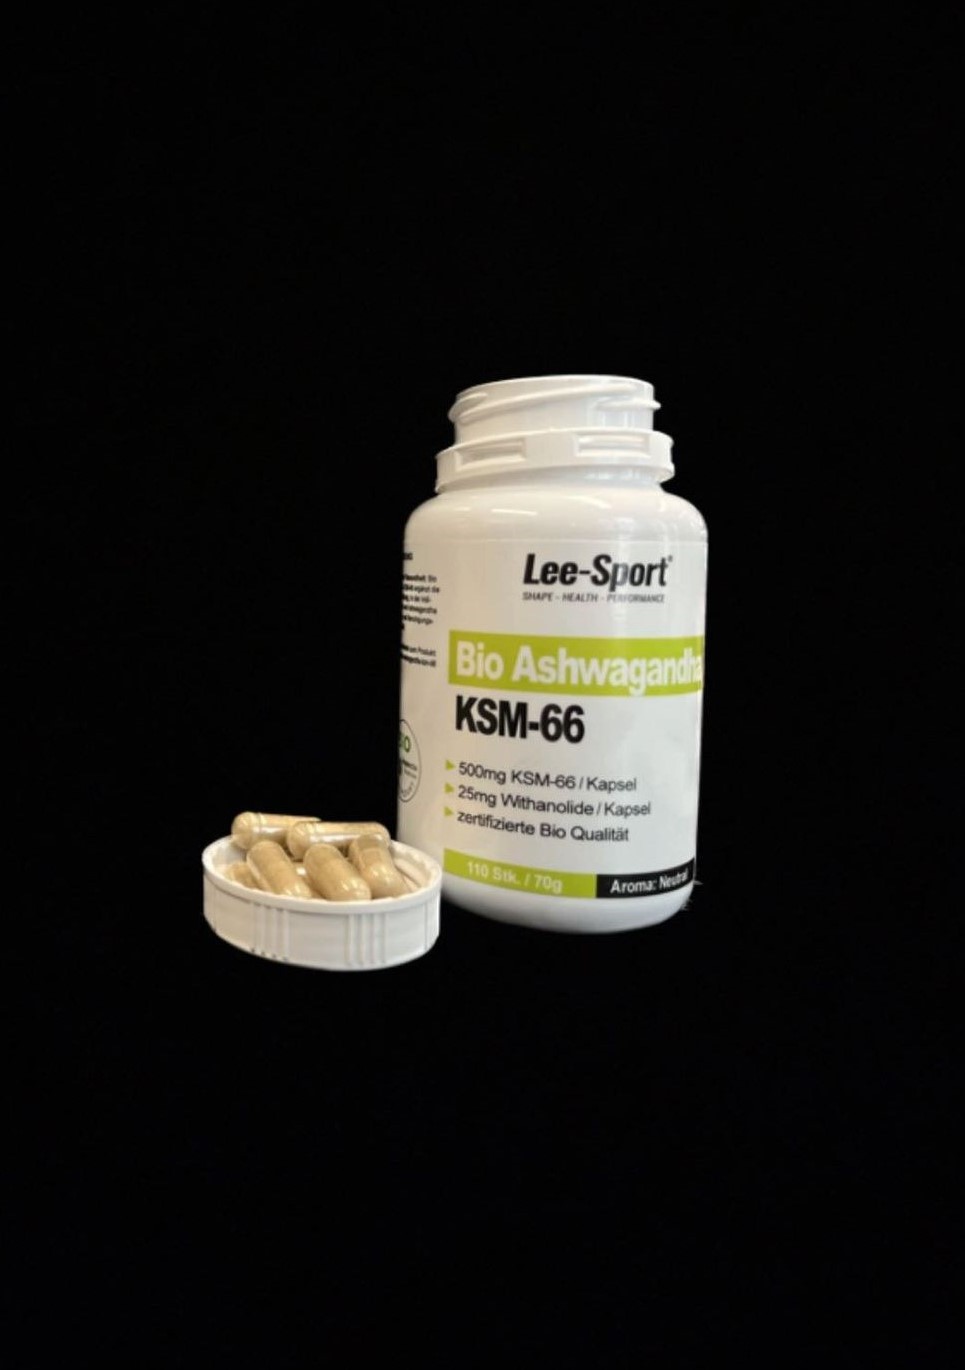 Lee-Sport®
SHAPE - HEALTH - PERFORMANCE
Bio Ashwagandha
KSM-66
500mg KSM-66 / Kapsel
25mg Withanolide / Kapsel
zertifizierte Bio Qualität
110 Stk. / 70g
Aroma: Neutral